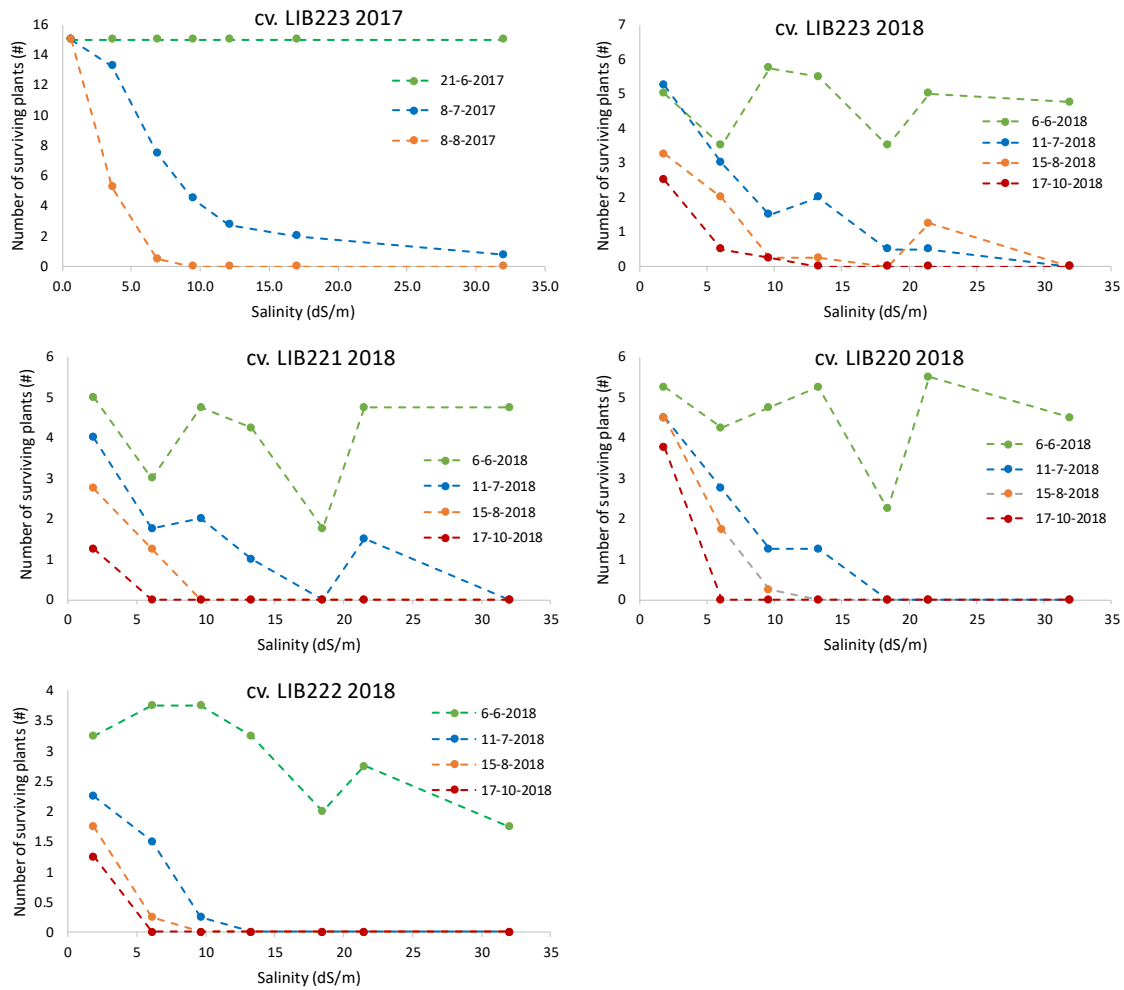 cv. LIB223 2017
Number of surviving plants (#)
16
14
12
10
8
6
4
2
0
0.0 5.0 10.0 15.0 20.0 25.0 30.0 35.0
Salinity (dS/m)
21-6-2017
8-7-2017
8-8-2017
cv. LIB223 2018
Number of surviving plants (#)
7
6
5
4
3
2
1
0
0 5 10 15 20 25 30 35
Salinity (dS/m)
6-6-2018
11-7-2018
15-8-2018
17-10-2018
cv. LIB221 2018
Number of surviving plants (#)
6
5
4
3
2
1
0
0 5 10 15 20 25 30 35
Salinity (dS/m)
6-6-2018
11-7-2018
15-8-2018
17-10-2018
cv. LIB220 2018
Number of surviving plants (#)
6
5
4
3
2
1
0
0 5 10 15 20 25 30 35
Salinity (dS/m)
6-6-2018
11-7-2018
15-8-2018
17-10-2018
cv. LIB222 2018
Number of surviving plants (#)
4
3.5
3
2.5
2
1.5
1
0.5
0
0 5 10 15 20 25 30 35
Salinity (dS/m)
6-6-2018
11-7-2018
15-8-2018
17-10-2018